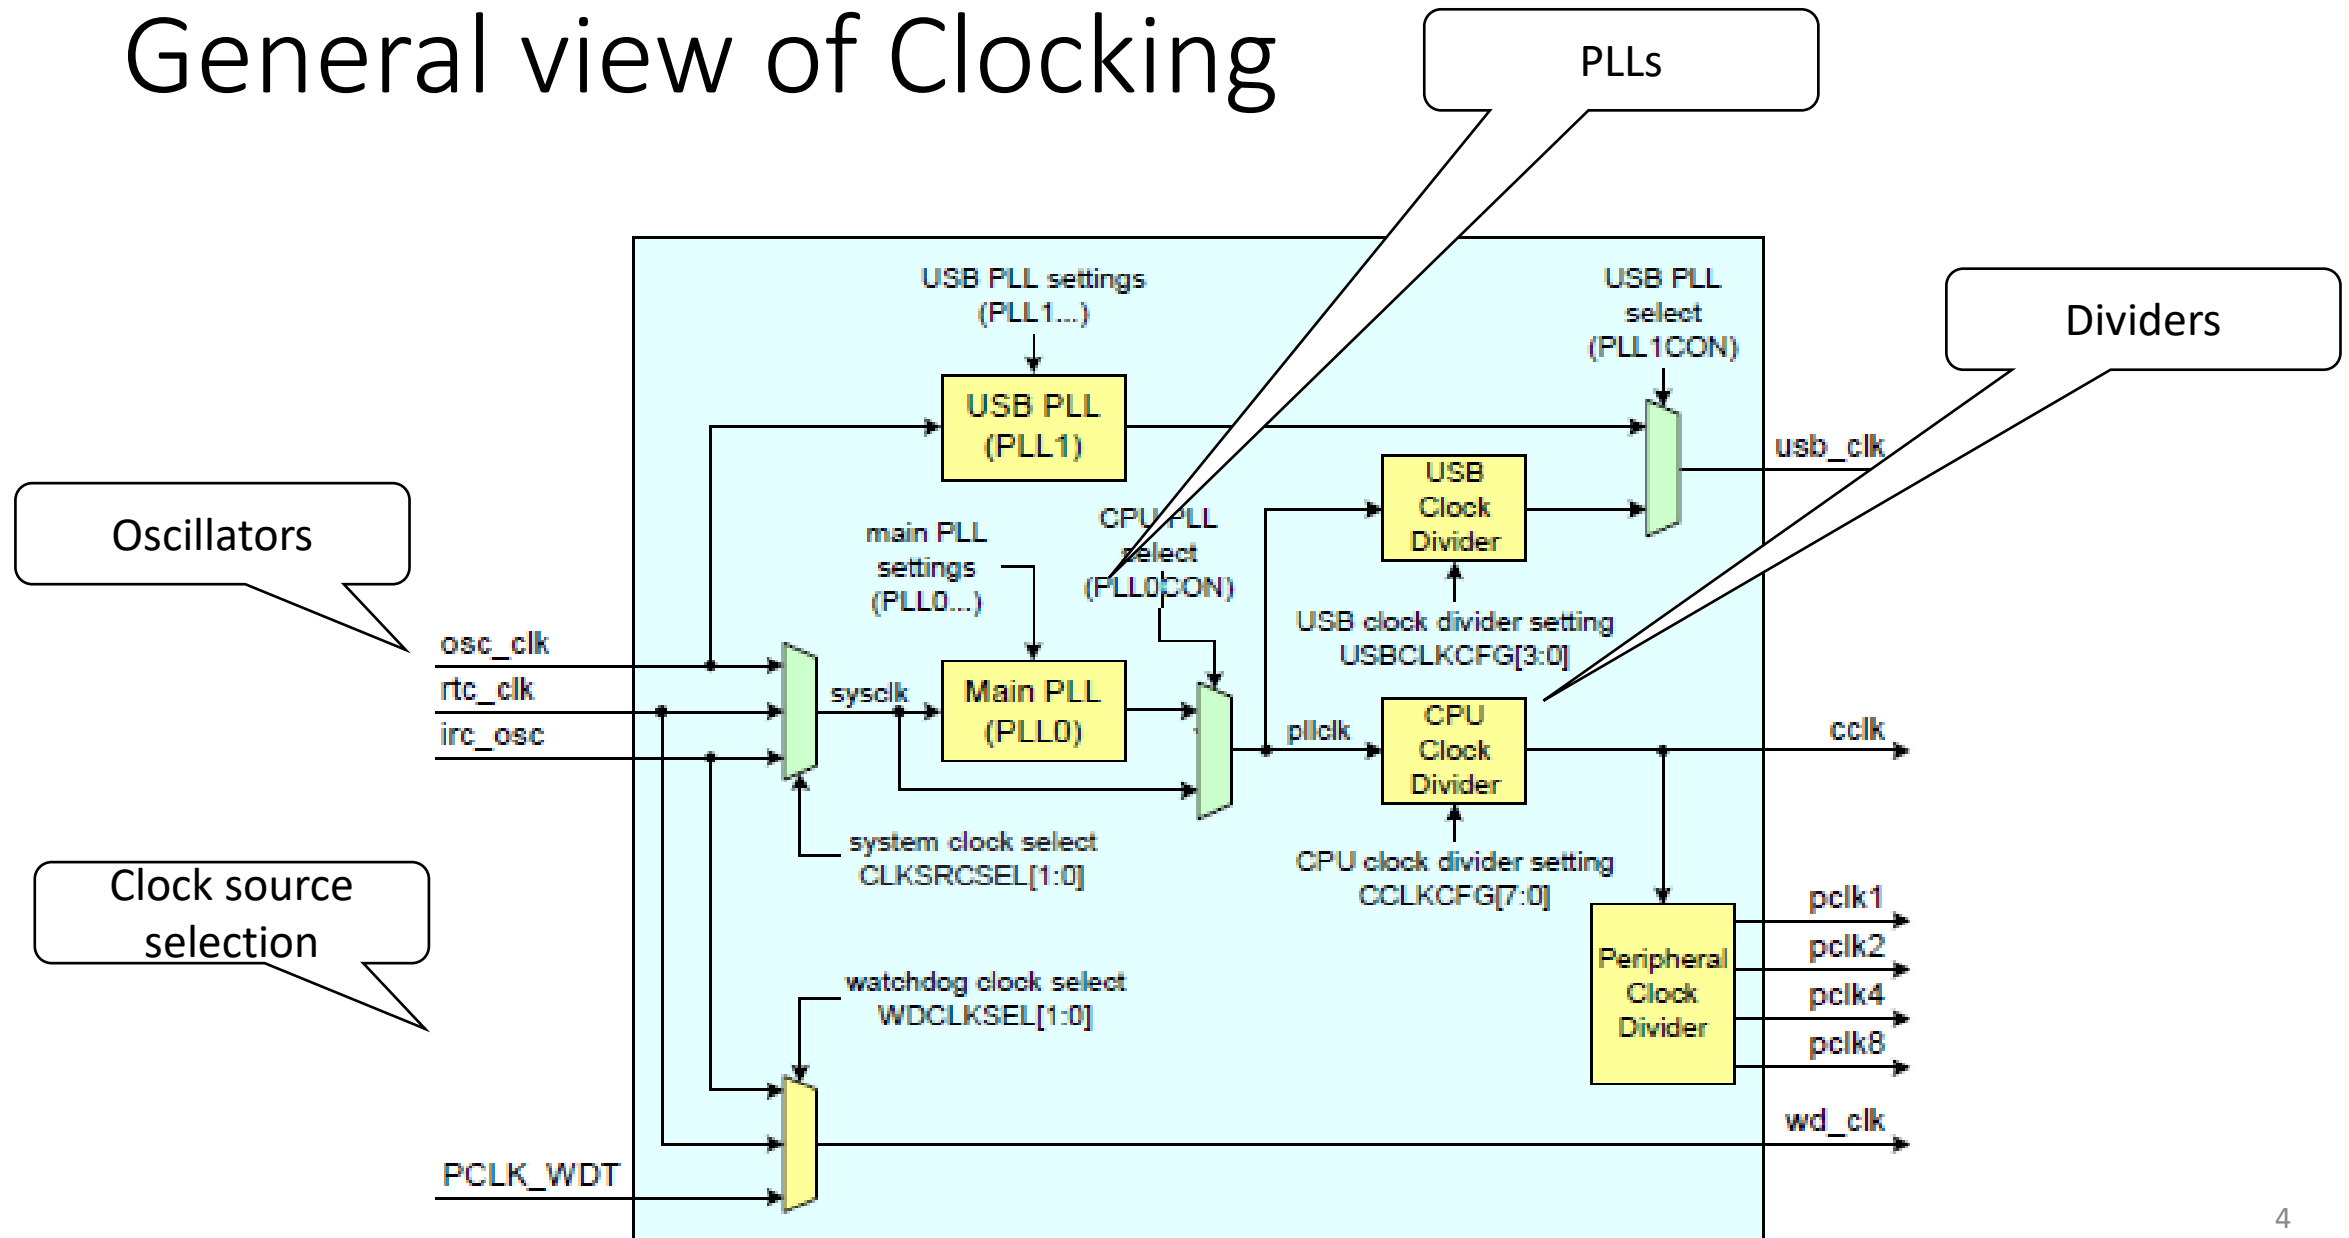 General view of Clocking
PLLs
USB PLL settings
(PLL1...)
USB PLL
select
(PLL1CON)
Dividers
USB PLL
(PLL1)
usb_clk
USB
Clock
Divider
Oscillators
main PLL
settings
(PLL0...)
CPU PLL
select
(PLL0CON)
USB clock divider setting
USBCLKCFG[3:0]
osc_clk
rtc_clk
irc_osc
sysclk
Main PLL
(PLL0)
pllclk
CPU
Clock
Divider
cclk
system clock select
CLKSRCSEL[1:0]
CPU clock divider setting
CCLKCFG[7:0]
Clock source
selection
pclk1
pclk2
pclk4
pclk8
Peripheral
Clock
Divider
watchdog clock select
WDCLKSEL[1:0]
wd_clk
PCLK_WDT
4